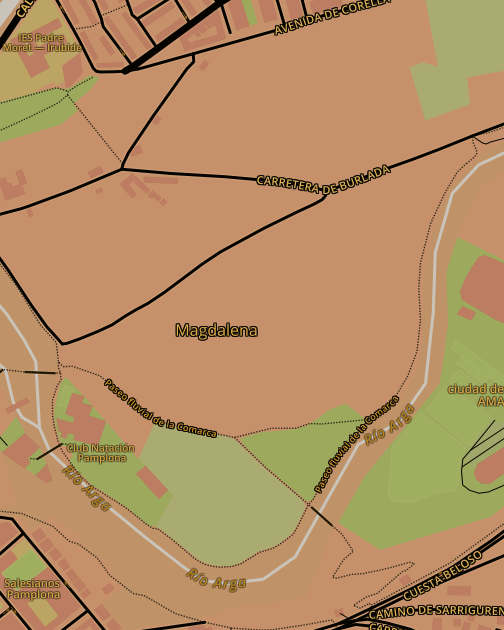 CAL
AVENIDA DE CORELLA
IES Padre
Moret — Irubide
CARRETERA DE BURLADA
Magdalena
Paseo fluvial de la Comarca
Paseo fluvial de la Comarca
Río Arga
ciudad de
AMA
Club Natación
Pamplona
Río Arga
Río Arga
Salesianos
Pamplona
CUESTA BELOSO
CAMINO DE SARRIGUREN